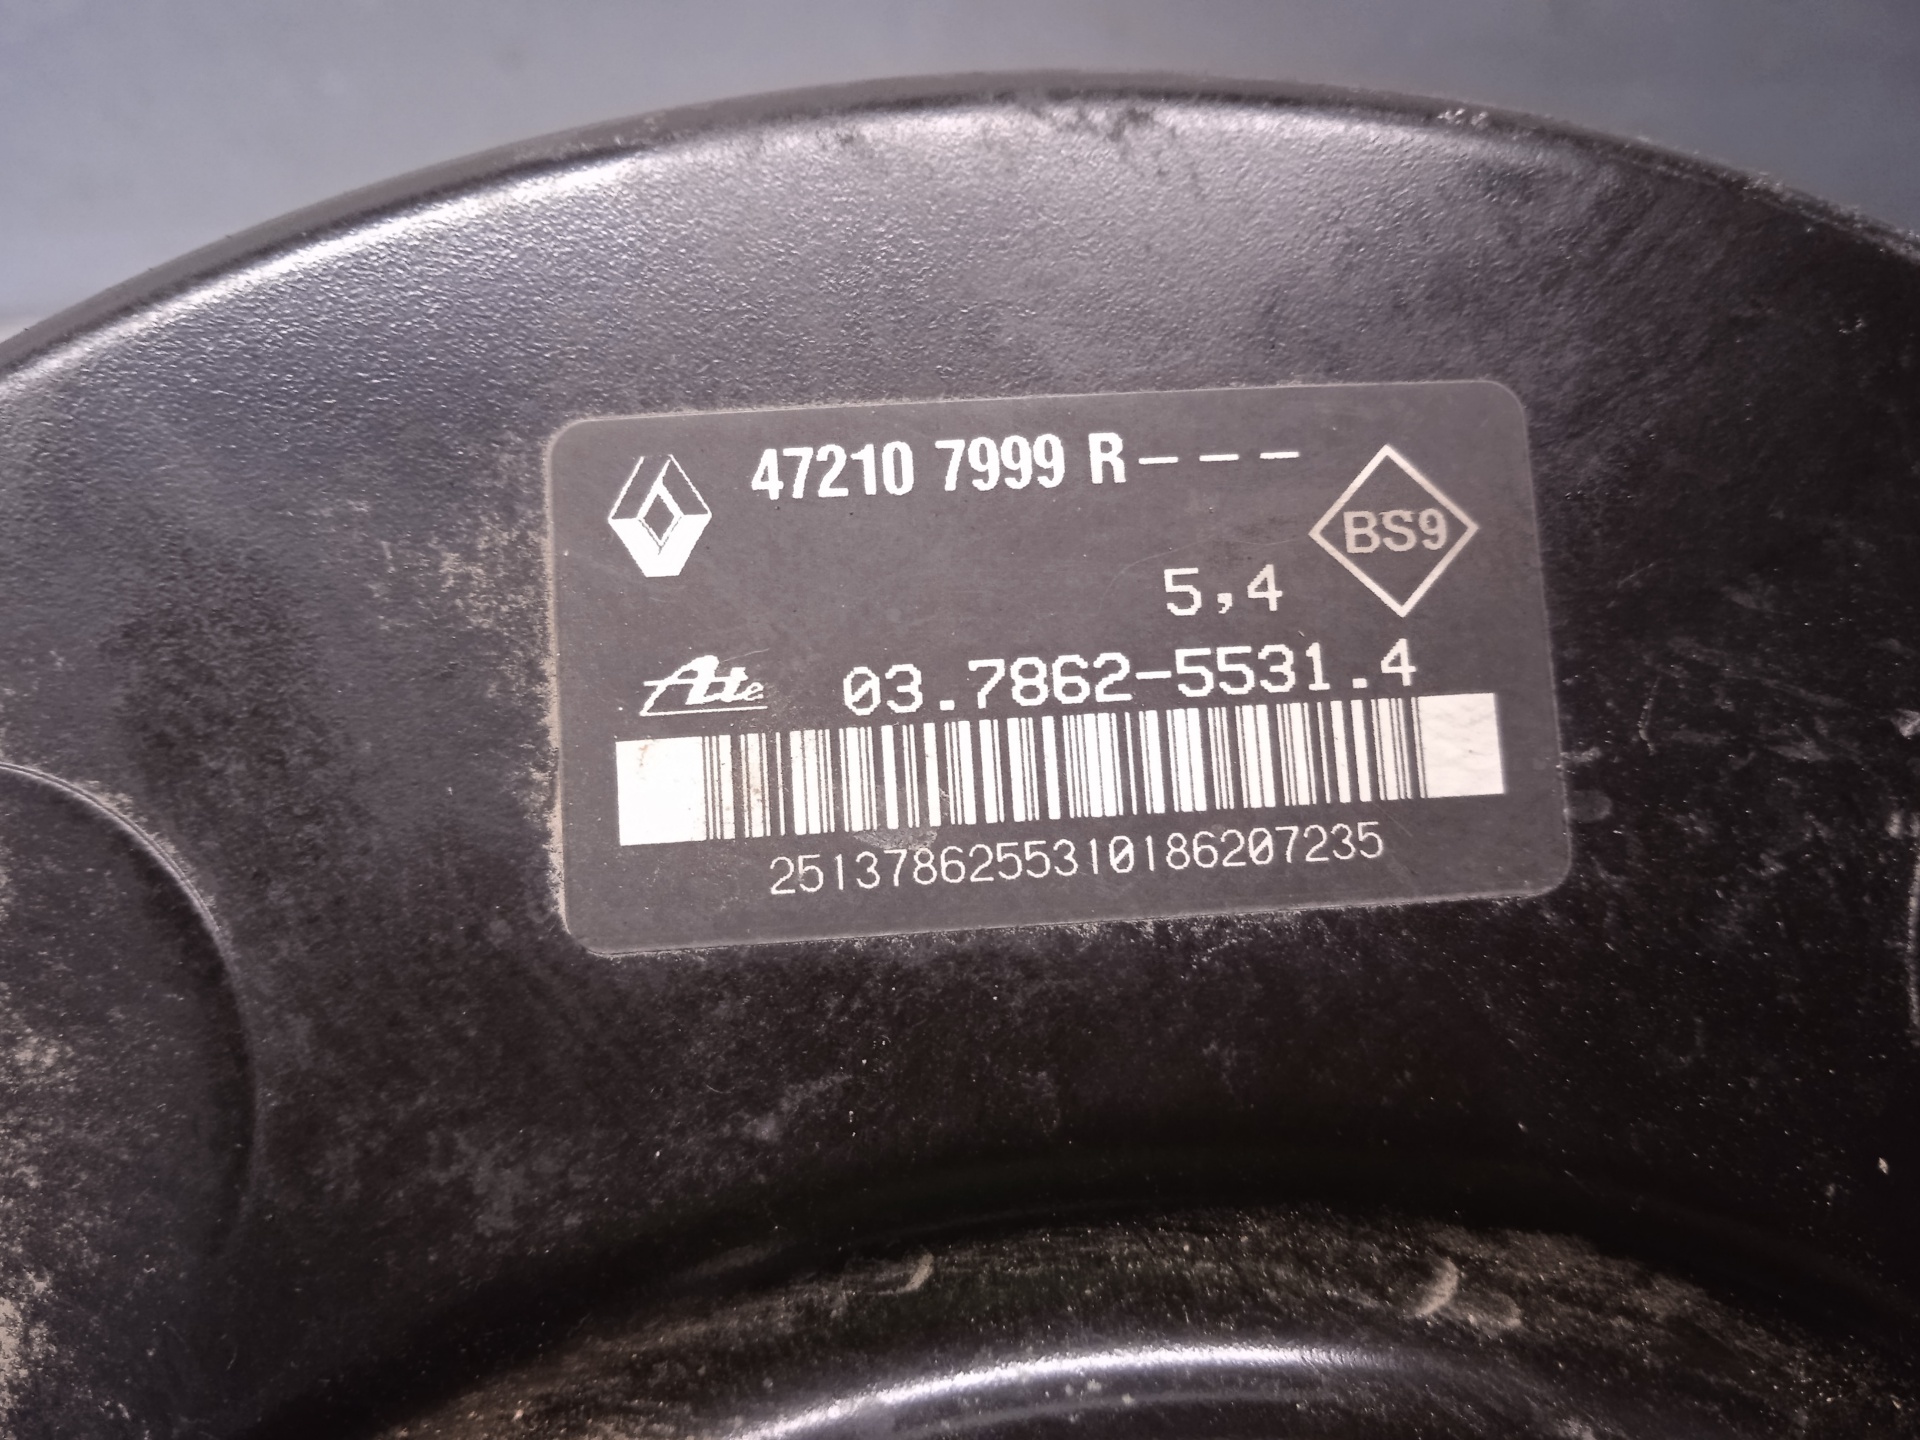 47210 7999 R---
BS9
5,4
Ate 03.7862-5531.4
2513786255310186207235